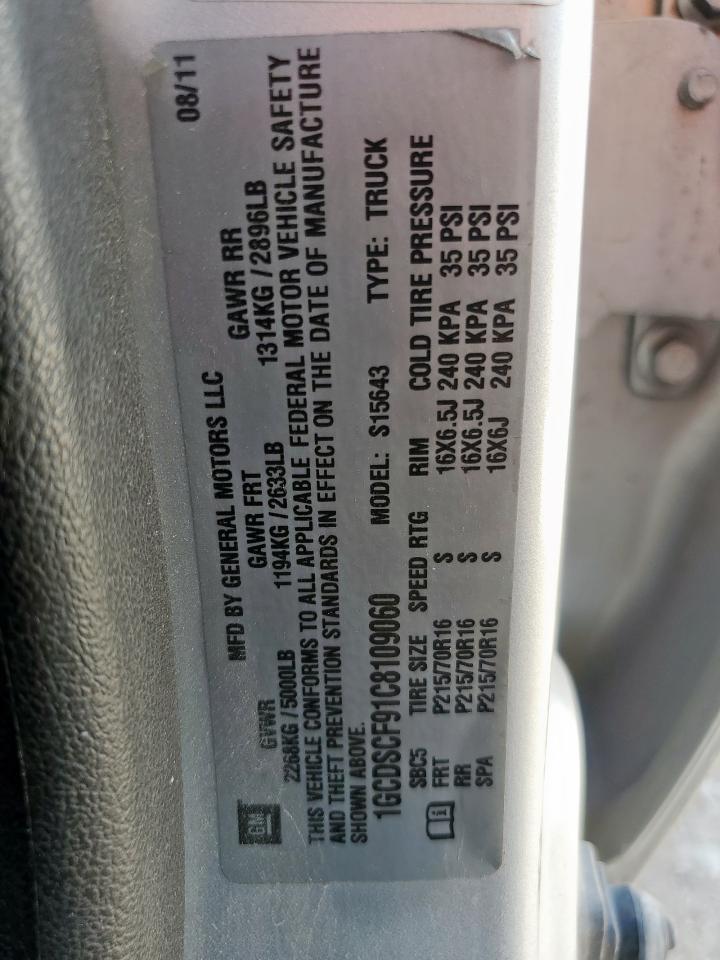 MFD BY GENERAL MOTORS LLC 08/11
GM
GVWR GAWR FRT GAWR RR
2268KG / 5000LB 1194KG / 2633LB 1314KG / 2896LB
THIS VEHICLE CONFORMS TO ALL APPLICABLE FEDERAL MOTOR VEHICLE SAFETY
AND THEFT PREVENTION STANDARDS IN EFFECT ON THE DATE OF MANUFACTURE
SHOWN ABOVE.
1GCDSCF91C8109060 MODEL: S15643 TYPE: TRUCK
SBC5 TIRE SIZE SPEED RTG RIM COLD TIRE PRESSURE
FRT P215/70R16 S 16X6.5J 240 KPA 35 PSI
RR P215/70R16 S 16X6.5J 240 KPA 35 PSI
SPA P215/70R16 S 16X6J 240 KPA 35 PSI